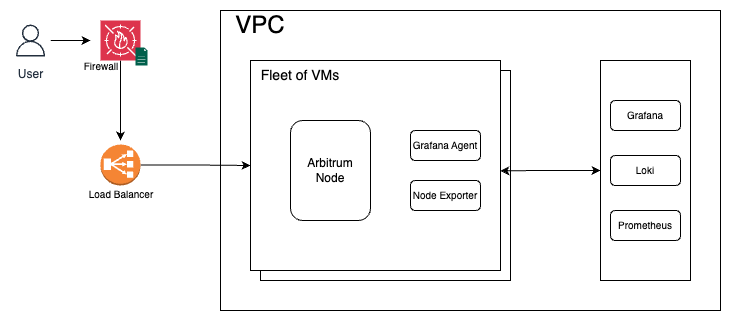 VPC
User
Firewall
Load Balancer
Fleet of VMs
Arbitrum
Node
Grafana Agent
Node Exporter
Grafana
Loki
Prometheus